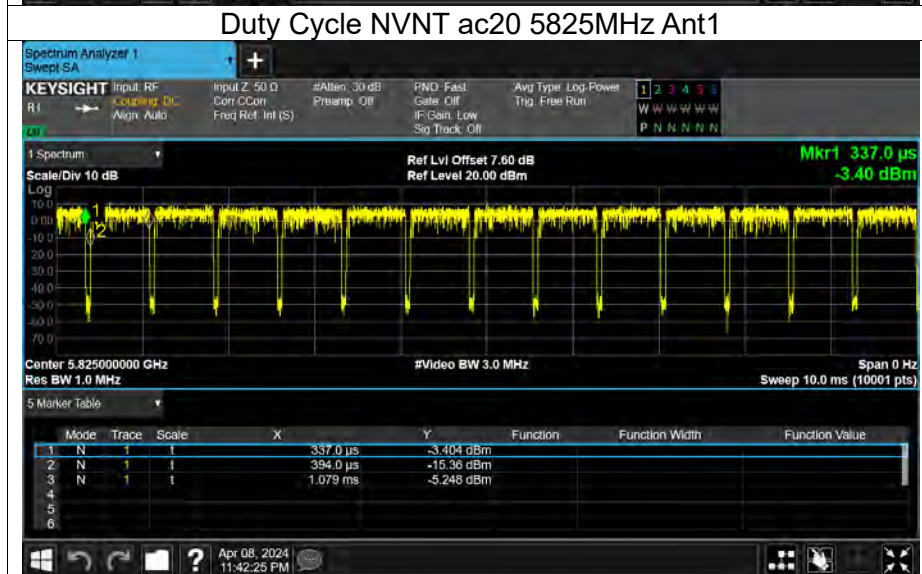 Duty Cycle NVNT ac20 5825MHz Ant1
Spectrum Analyzer 1
Swept SA
+
KEYSIGHT Input: RF Input Z: 50 Ω #Atten: 30 dB PNO: Fast Avg Type: Log-Power 1 2 3 4 5 6
Coupling: DC Corr CCorr Preamp: Off Gate: Off Trig: Free Run W W W W W W
Align: Auto Freq Ref: Int (S) IF Gain: Low
Sig Track: Off P N N N N N
1 Spectrum Ref Lvl Offset 7.60 dB Mkr1 337.0 µs
Scale/Div 10 dB Ref Level 20.00 dBm -3.40 dBm
Log
10.0
0.00
-10.0
-20.0
-30.0
-40.0
-50.0
-60.0
-70.0
1
2
Center 5.825000000 GHz #Video BW 3.0 MHz Span 0 Hz
Res BW 1.0 MHz Sweep 10.0 ms (10001 pts)
5 Marker Table
Mode Trace Scale X Y Function Function Width Function Value
1 N 1 t 337.0 µs -3.404 dBm
2 N 1 t 394.0 µs -15.36 dBm
3 N 1 t 1.079 ms -5.248 dBm
4
5
6
? Apr 08, 2024
11:42:25 PM